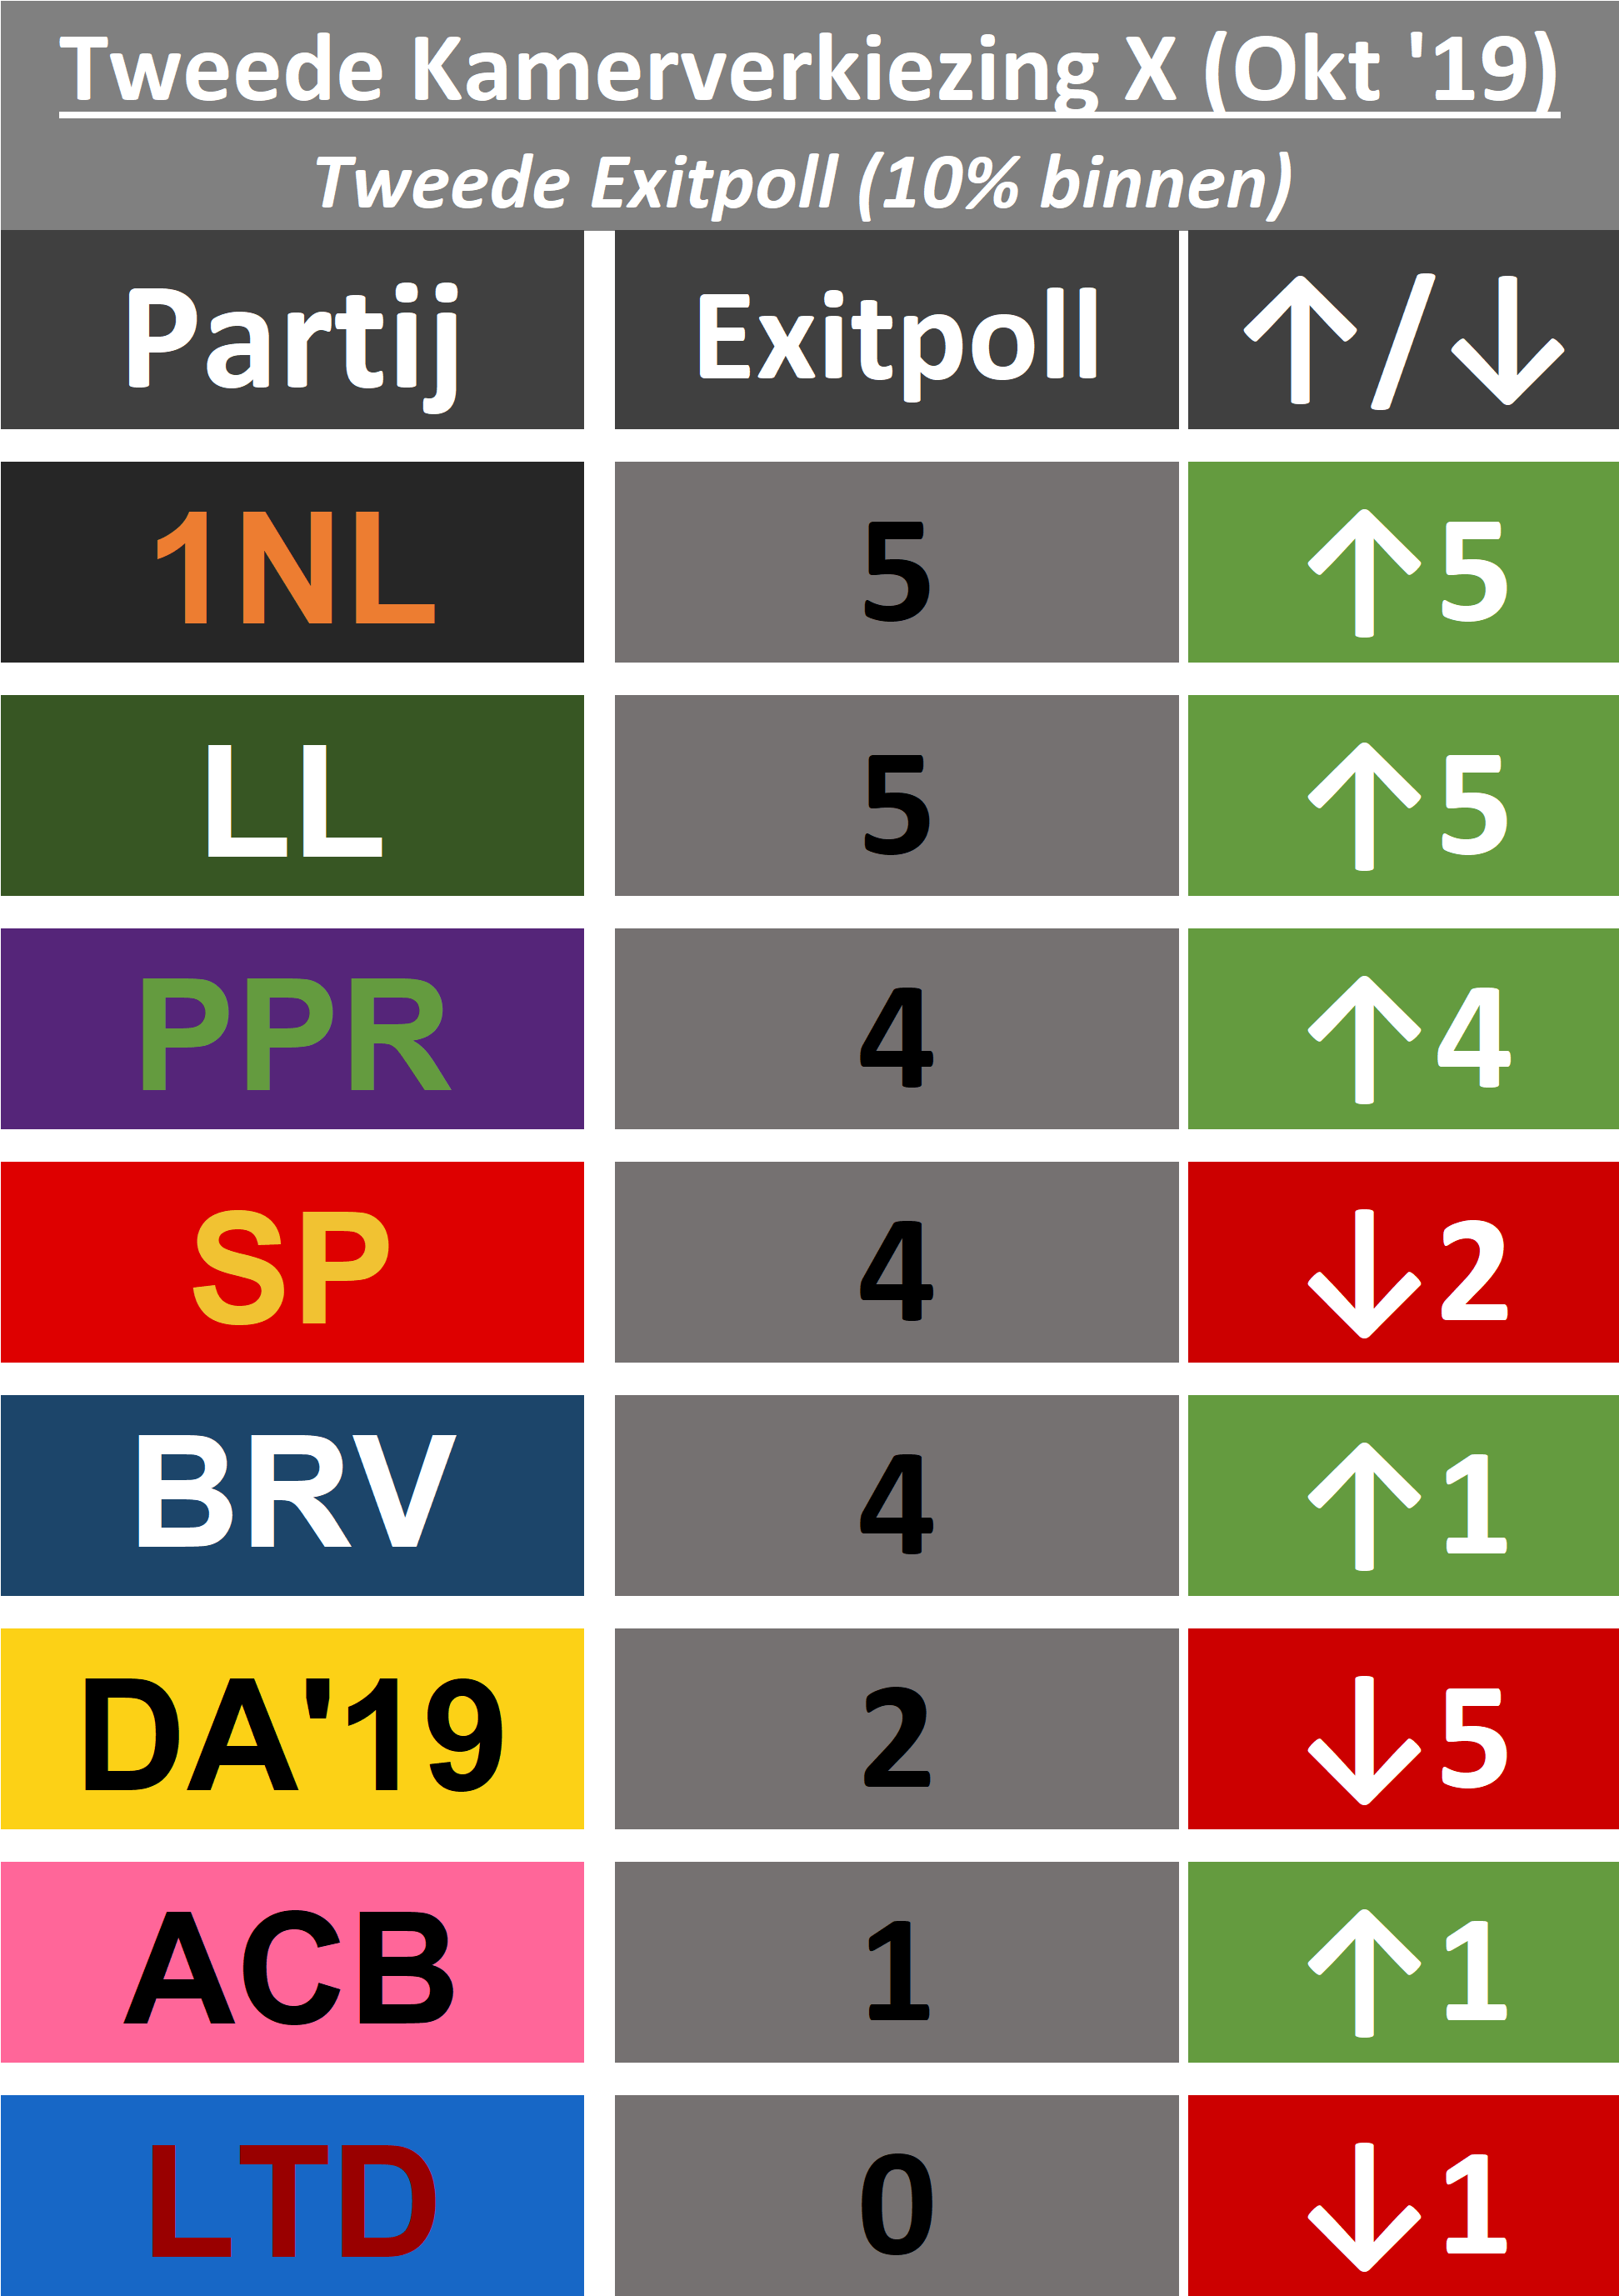 Tweede Kamerverkiezing X (Okt '19)
Tweede Exitpoll (10% binnen)
Partij Exitpoll ↑/↓
1NL 5 ↑5
LL 5 ↑5
PPR 4 ↑4
SP 4 ↓2
BRV 4 ↑1
DA'19 2 ↓5
ACB 1 ↑1
LTD 0 ↓1